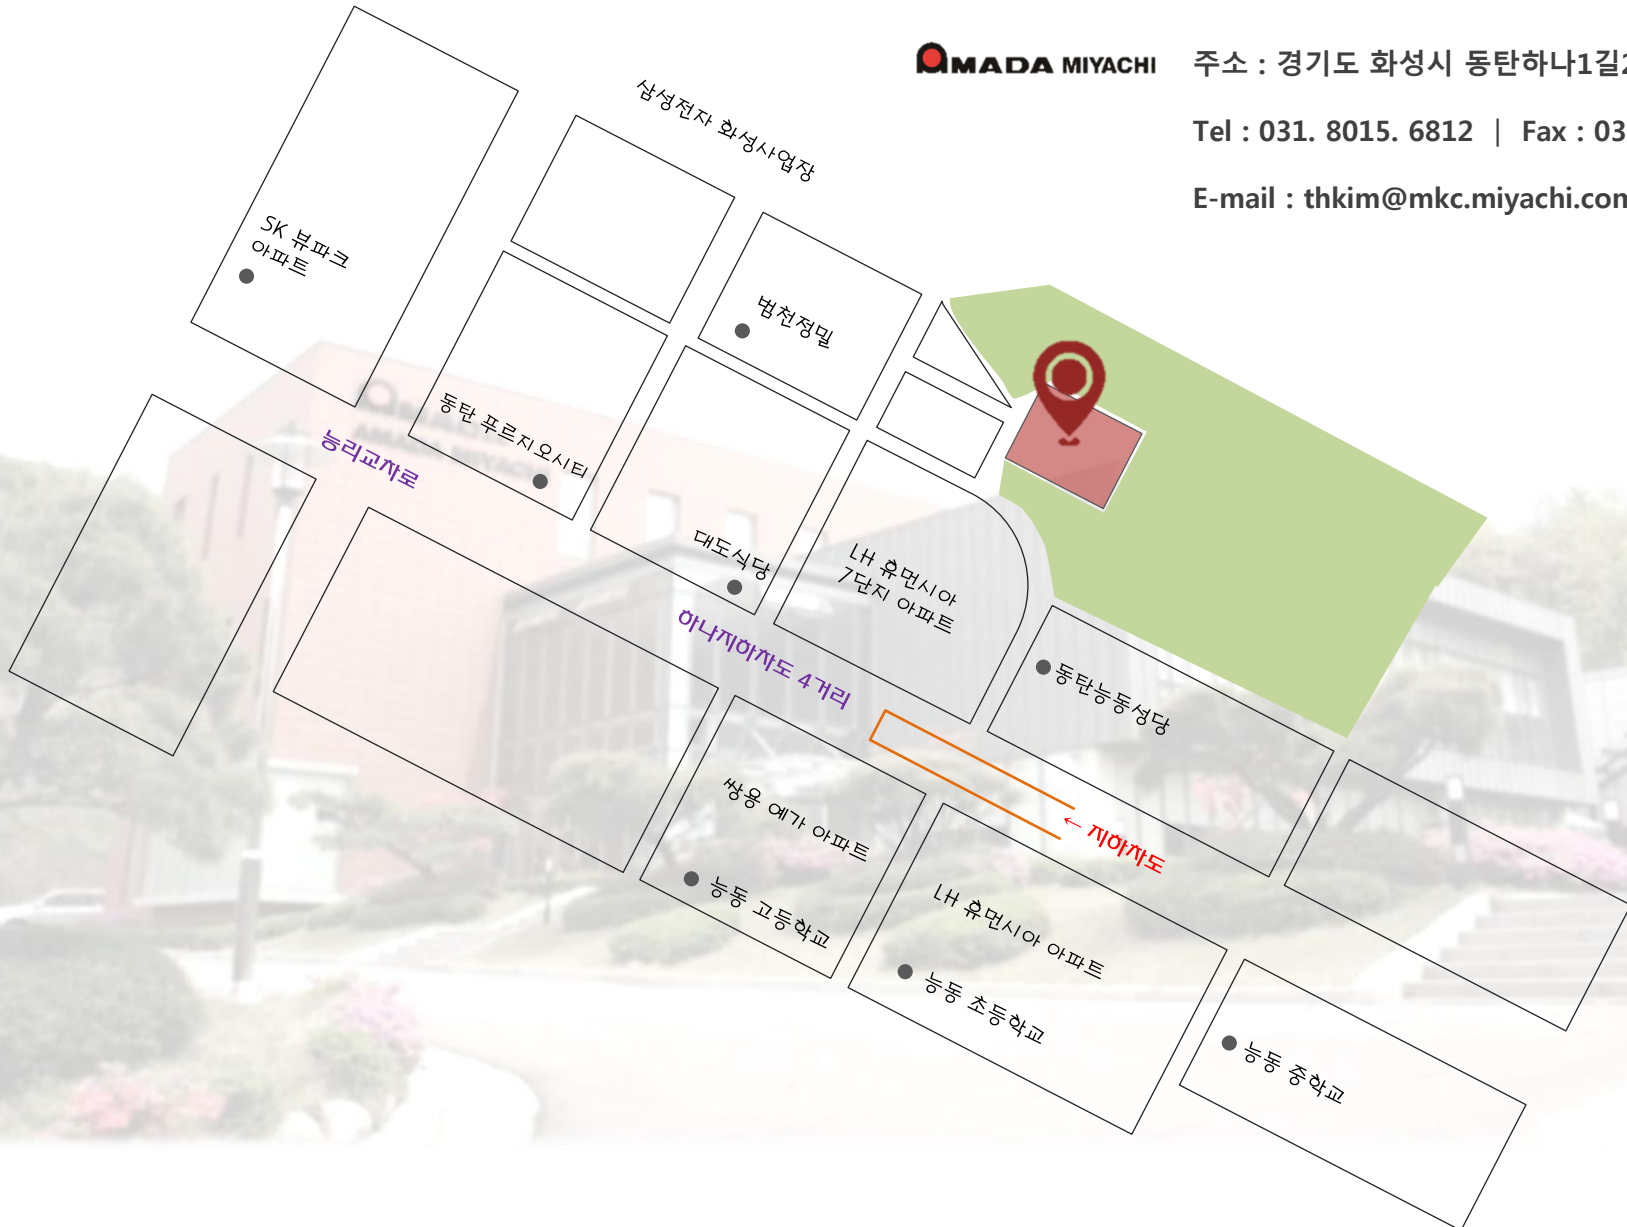 AMADA MIYACHI
주소 : 경기도 화성시 동탄하나1길2
Tel : 031. 8015. 6812 | Fax : 03
E-mail : thkim@mkc.miyachi.com
삼성전자 화성사업장
SK 뷰파크
아파트
범천정밀
동탄 푸르지오시티
능리교차로
대도식당
LH 휴먼시아
7단지 아파트
하나지하차도 4거리
동탄능동성당
← 지하차도
쌍용 예가 아파트
능동 고등학교
LH 휴먼시아 아파트
능동 초등학교
능동 중학교
AMADA MIYACHI